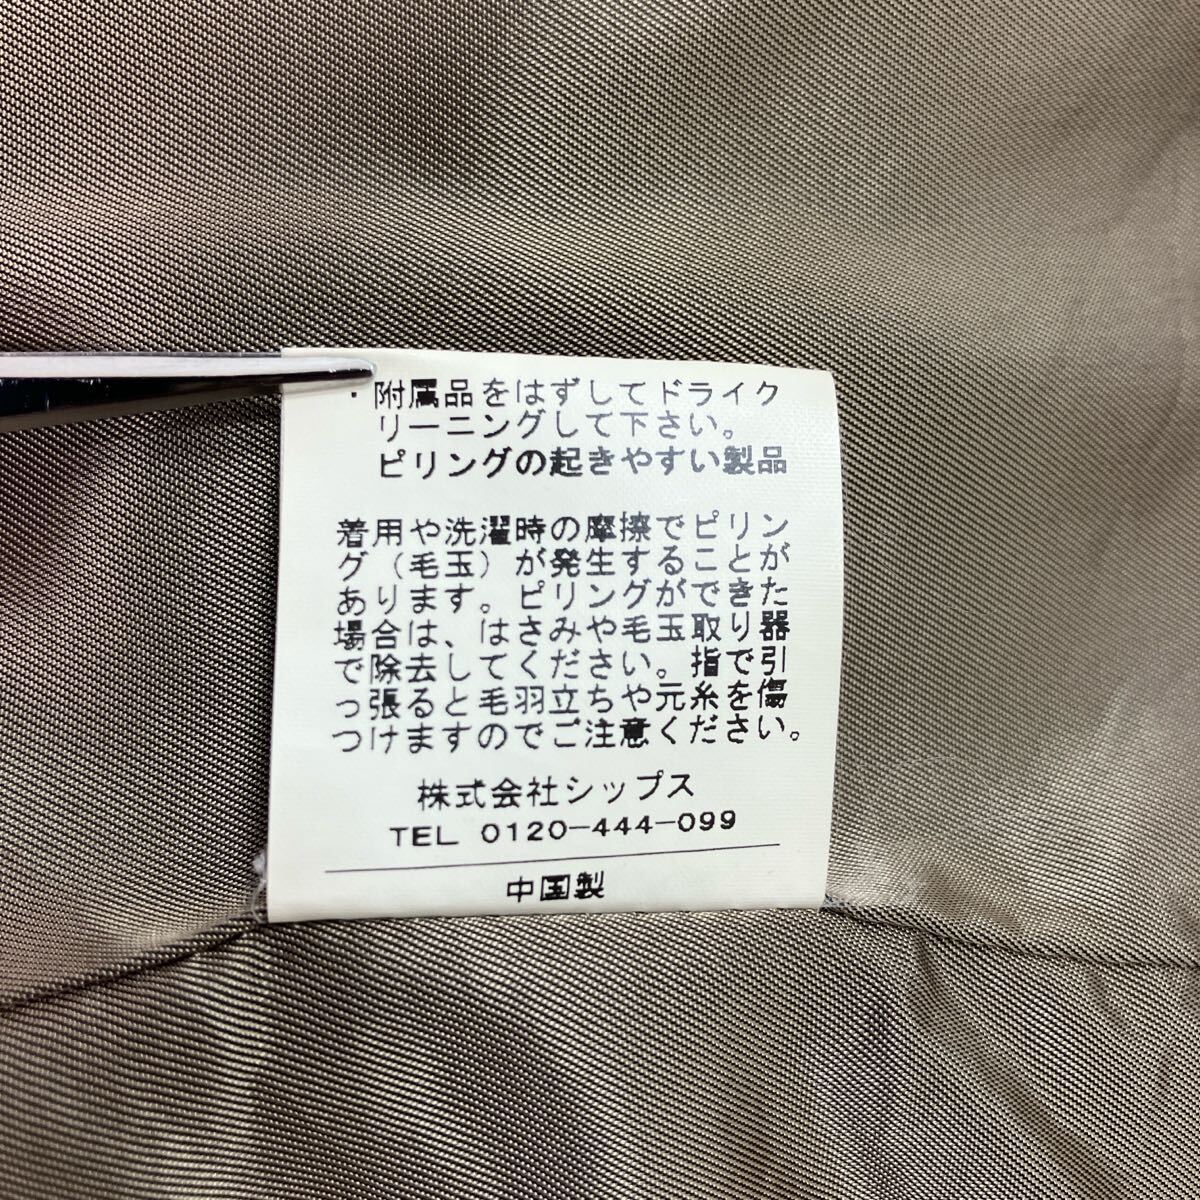 ・附属品をはずしてドライク
リーニングして下さい。
ピリングの起きやすい製品
着用や洗濯時の摩擦でピリン
グ（毛玉）が発生することが
あります。ピリングができた
場合は、はさみや毛玉取り器
で除去してください。指で引
っ張ると毛羽立ちや元糸を傷
つけますのでご注意ください。
株式会社シップス
TEL 0120-444-099
中国製